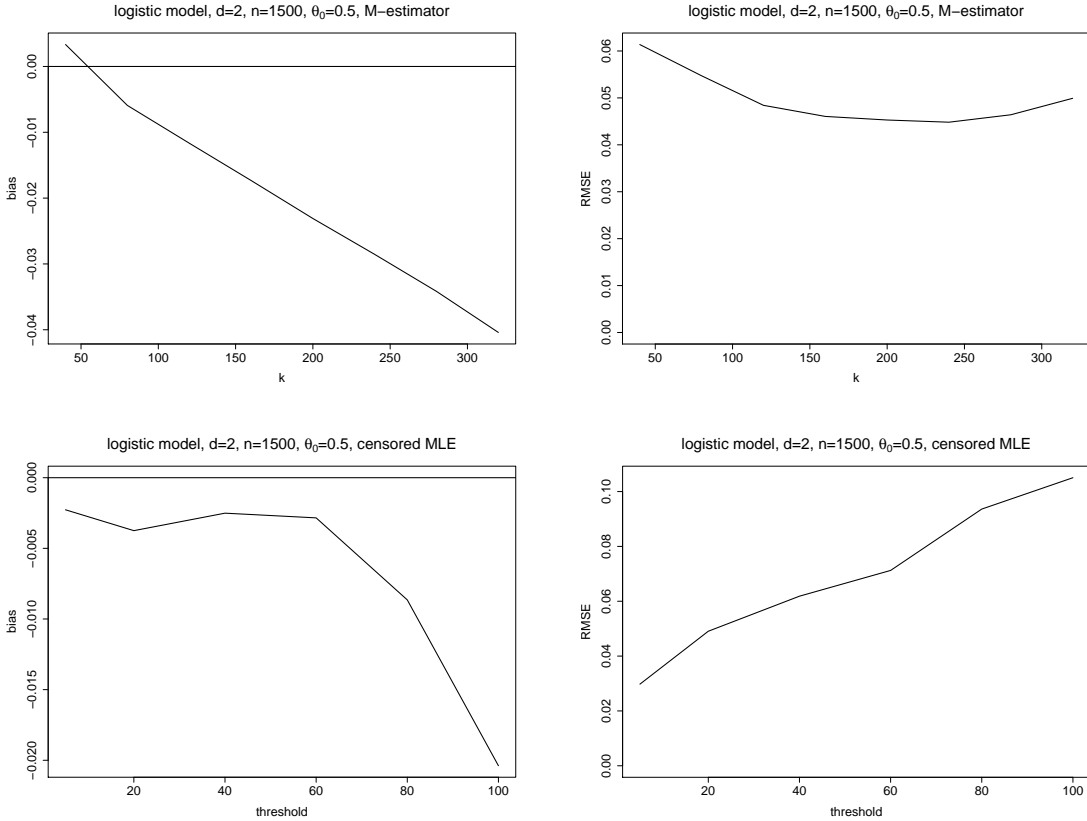 logistic model, d=2, n=1500, θ₀=0.5, M−estimator
bias
0.00
−0.01
−0.02
−0.03
−0.04
50 100 150 200 250 300
k
logistic model, d=2, n=1500, θ₀=0.5, M−estimator
RMSE
0.06
0.05
0.04
0.03
0.02
0.01
0.00
50 100 150 200 250 300
k
logistic model, d=2, n=1500, θ₀=0.5, censored MLE
bias
0.000
−0.005
−0.010
−0.015
−0.020
20 40 60 80 100
threshold
logistic model, d=2, n=1500, θ₀=0.5, censored MLE
RMSE
0.10
0.08
0.06
0.04
0.02
0.00
20 40 60 80 100
threshold